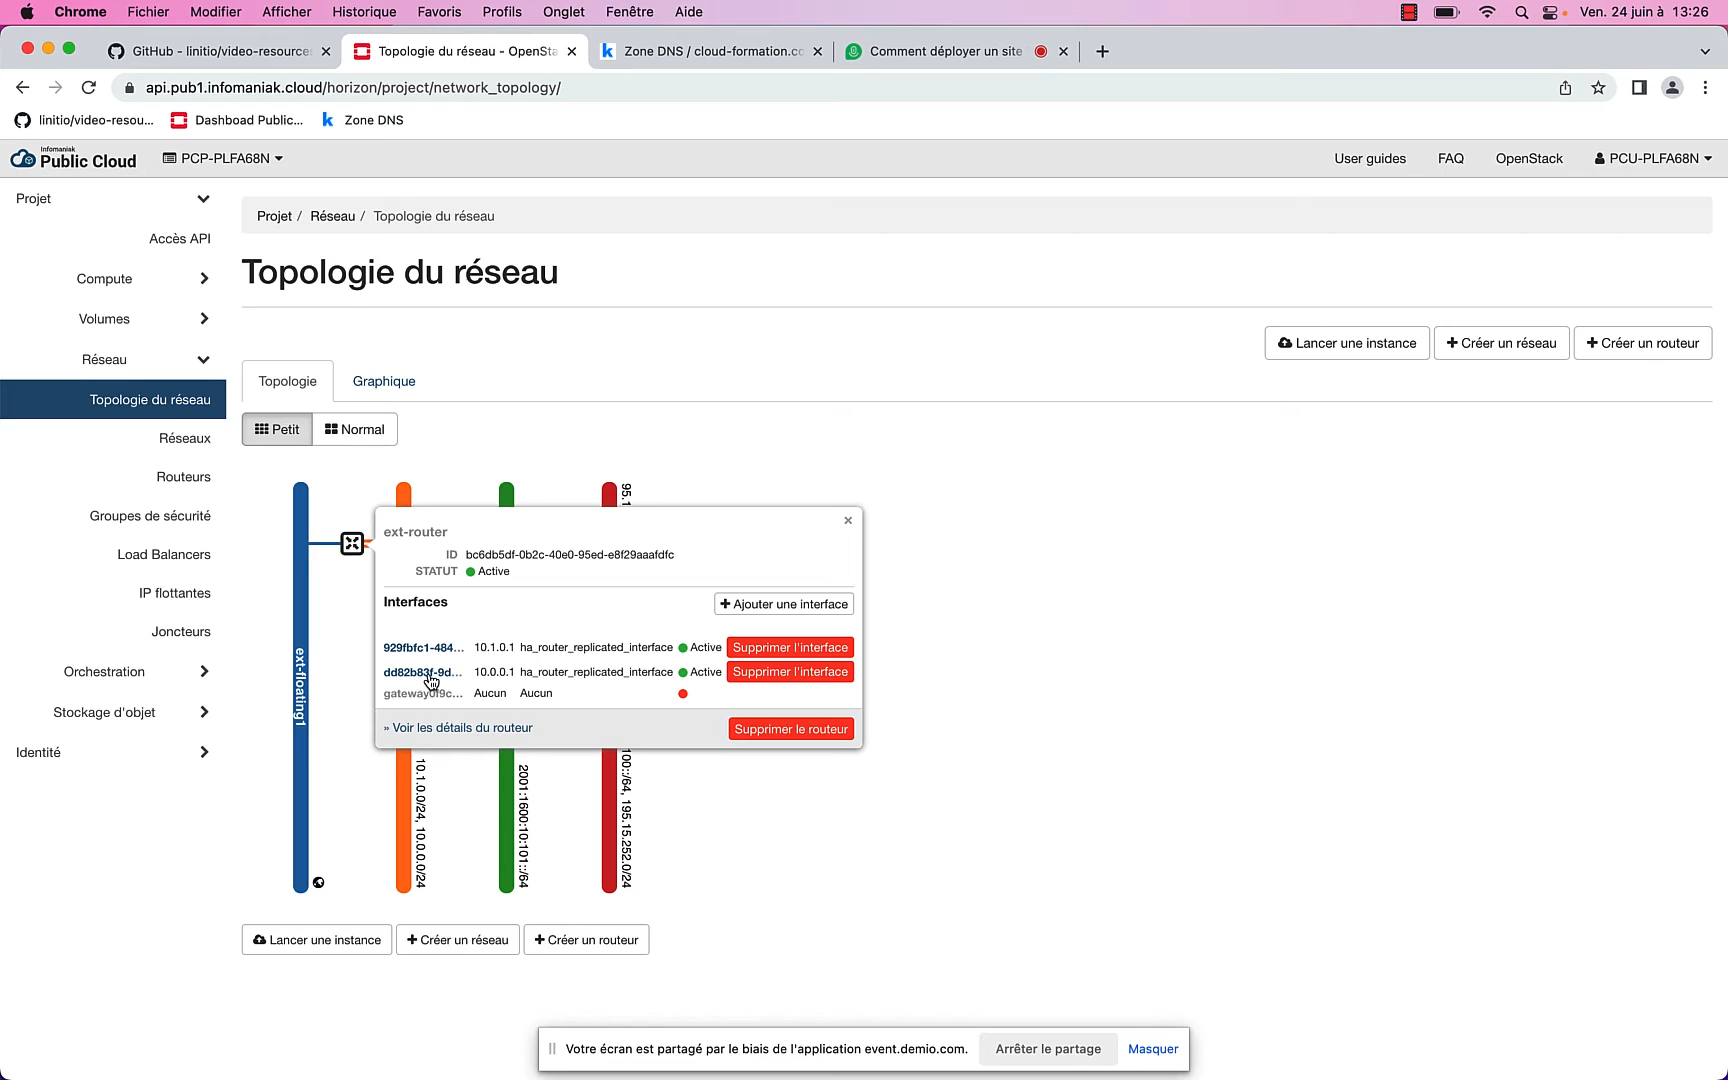 Chrome Fichier Modifier Afficher Historique Favoris Profils Onglet Fenêtre Aide Ven. 24 juin à 13:26
GitHub - linitio/video-resources Topologie du réseau - OpenSta Zone DNS / cloud-formation.co Comment déployer un site
api.pub1.infomaniak.cloud/horizon/project/network_topology/
linitio/video-resou... Dashboad Public... Zone DNS
Infomaniak
Public Cloud PCP-PLFA68N User guides FAQ OpenStack PCU-PLFA68N
Projet
Accès API
Compute
Volumes
Réseau
Topologie du réseau
Réseaux
Routeurs
Groupes de sécurité
Load Balancers
IP flottantes
Joncteurs
Orchestration
Stockage d'objet
Identité
Projet / Réseau / Topologie du réseau
Topologie du réseau
Lancer une instance + Créer un réseau + Créer un routeur
Topologie Graphique
Petit Normal
ext-floating1
10.1.0.0/24, 10.0.0.0/24
2001:1600:10:101::/64
95.1
100::/64, 195.15.252.0/24
ext-router ×
ID bc6db5df-0b2c-40e0-95ed-e8f29aaafdfc
STATUT Active
Interfaces + Ajouter une interface
929fbfc1-484... 10.1.0.1 ha_router_replicated_interface Active Supprimer l'interface
dd82b83f-9d... 10.0.0.1 ha_router_replicated_interface Active Supprimer l'interface
Aucun Aucun
» Voir les détails du routeur Supprimer le routeur
Lancer une instance + Créer un réseau + Créer un routeur
Votre écran est partagé par le biais de l'application event.demio.com. Arrêter le partage Masquer